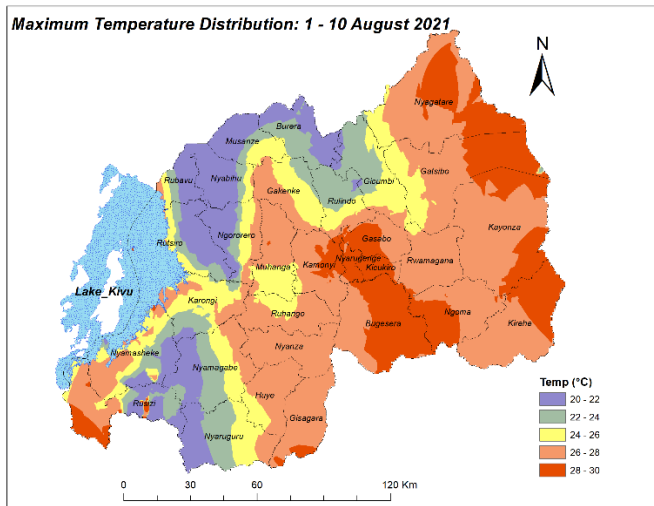 Maximum Temperature Distribution: 1 - 10 August 2021
N
Nyagatare
Burera
Musanze
Rubavu
Nyabihu
Gicumbi
Gatsibo
Gakenke
Rulindo
Ngororero
Rutsiro
Kayonza
Gasabo
Muhanga
Kamonyi
Nyarugenge
Kicukiro
Rwamagana
Lake_Kivu
Karongi
Ruhango
Bugesera
Ngoma
Kirehe
Nyamasheke
Nyamagabe
Nyanza
Huye
Rusizi
Gisagara
Nyaruguru
Temp (°C)
20 - 22
22 - 24
24 - 26
26 - 28
28 - 30
0 30 60 120 Km